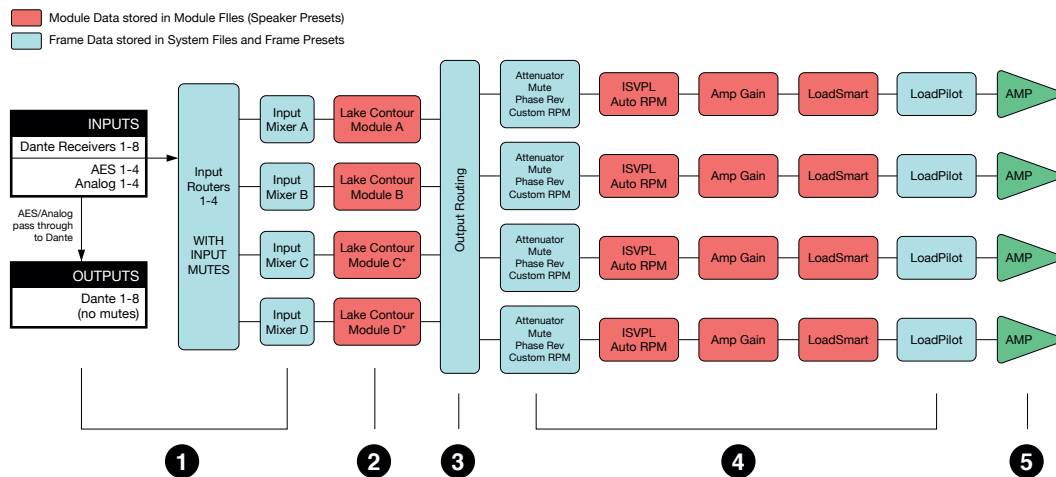 Module Data stored in Module FIles (Speaker Presets)
Frame Data stored in System Files and Frame Presets
INPUTS
Dante Receivers 1-8
AES 1-4
Analog 1-4
AES/Analog
pass through
to Dante
OUTPUTS
Dante 1-8
(no mutes)
Input
Routers
1-4
WITH
INPUT
MUTES
Input
Mixer A
Lake Contour
Module A
Input
Mixer B
Lake Contour
Module B
Input
Mixer C
Lake Contour
Module C*
Input
Mixer D
Lake Contour
Module D*
Output Routing
Attenuator
Mute
Phase Rev
Custom RPM
ISVPL
Auto RPM
Amp Gain
LoadSmart
LoadPilot
AMP
Attenuator
Mute
Phase Rev
Custom RPM
ISVPL
Auto RPM
Amp Gain
LoadSmart
LoadPilot
AMP
Attenuator
Mute
Phase Rev
Custom RPM
ISVPL
Auto RPM
Amp Gain
LoadSmart
LoadPilot
AMP
Attenuator
Mute
Phase Rev
Custom RPM
ISVPL
Auto RPM
Amp Gain
LoadSmart
LoadPilot
AMP
1
2
3
4
5